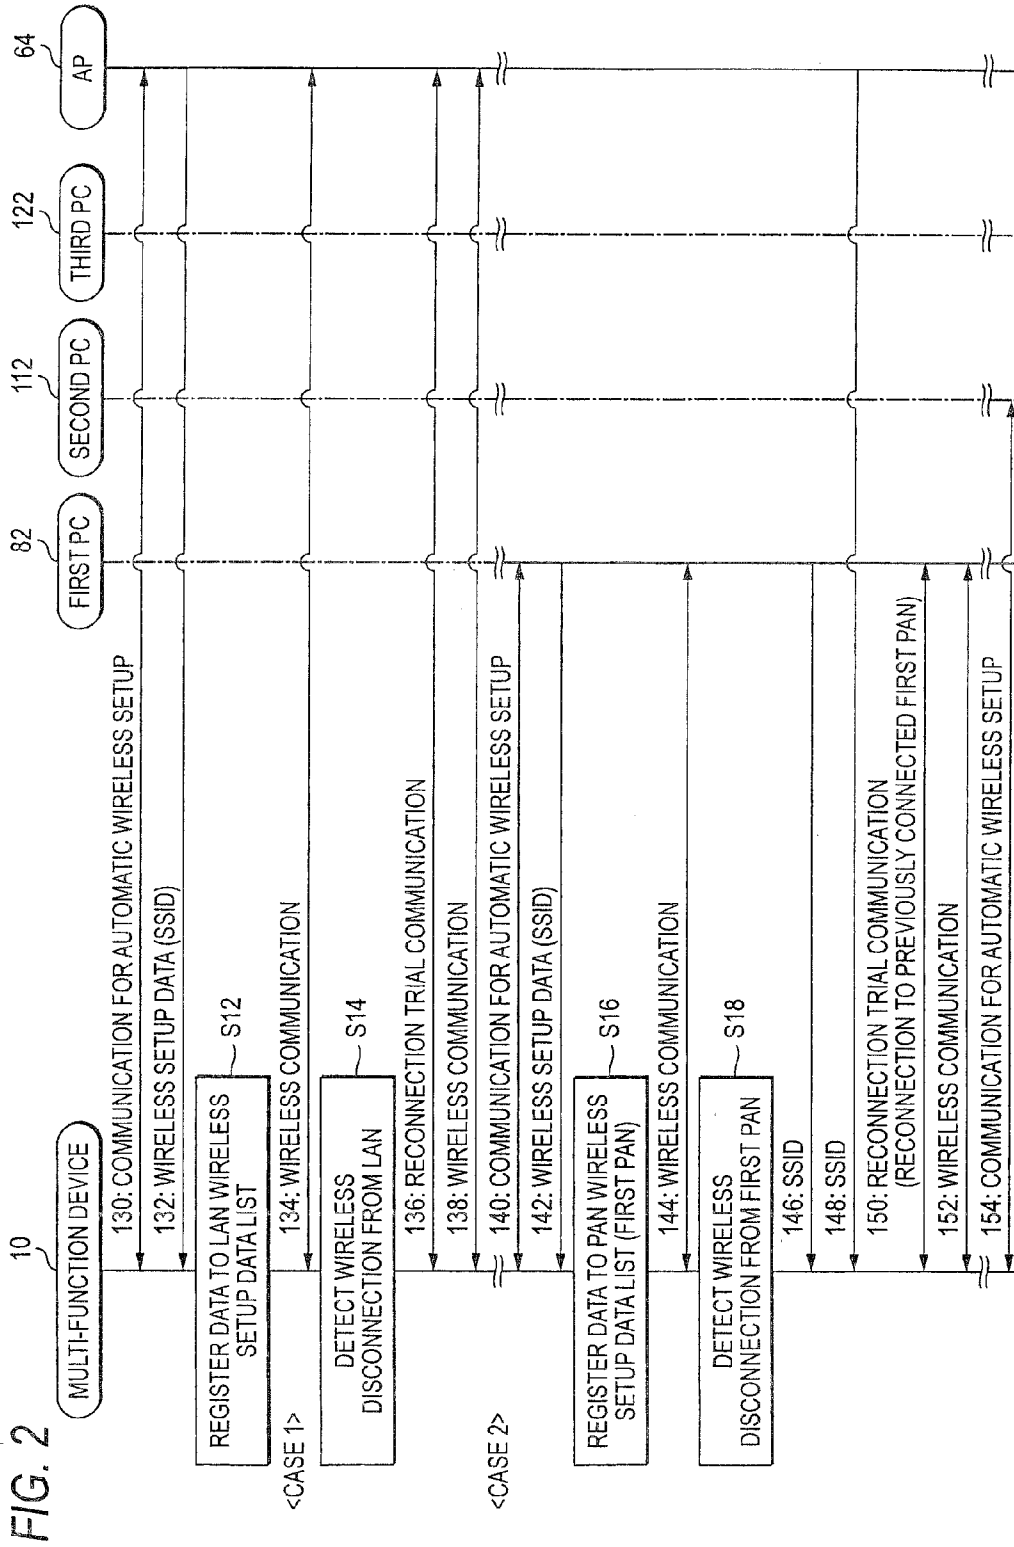 FIG. 2
10
82
112
122
64
MULTI-FUNCTION DEVICE
FIRST PC
SECOND PC
THIRD PC
AP
130: COMMUNICATION FOR AUTOMATIC WIRELESS SETUP
132: WIRELESS SETUP DATA (SSID)
REGISTER DATA TO LAN WIRELESS
SETUP DATA LIST
S12
<CASE 1>
134: WIRELESS COMMUNICATION
DETECT WIRELESS
DISCONNECTION FROM LAN
S14
136: RECONNECTION TRIAL COMMUNICATION
138: WIRELESS COMMUNICATION
<CASE 2>
140: COMMUNICATION FOR AUTOMATIC WIRELESS SETUP
142: WIRELESS SETUP DATA (SSID)
REGISTER DATA TO PAN WIRELESS
SETUP DATA LIST (FIRST PAN)
S16
144: WIRELESS COMMUNICATION
DETECT WIRELESS
DISCONNECTION FROM FIRST PAN
S18
146: SSID
148: SSID
150: RECONNECTION TRIAL COMMUNICATION
(RECONNECTION TO PREVIOUSLY CONNECTED FIRST PAN)
152: WIRELESS COMMUNICATION
154: COMMUNICATION FOR AUTOMATIC WIRELESS SETUP